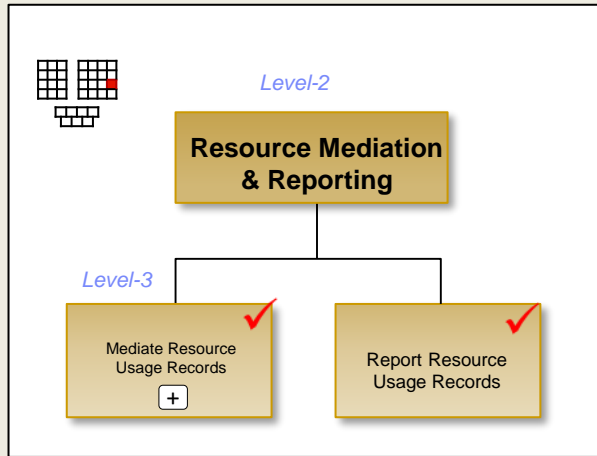 Level-2
Resource Mediation
& Reporting
Level-3
Mediate Resource
Usage Records
+
Report Resource
Usage Records